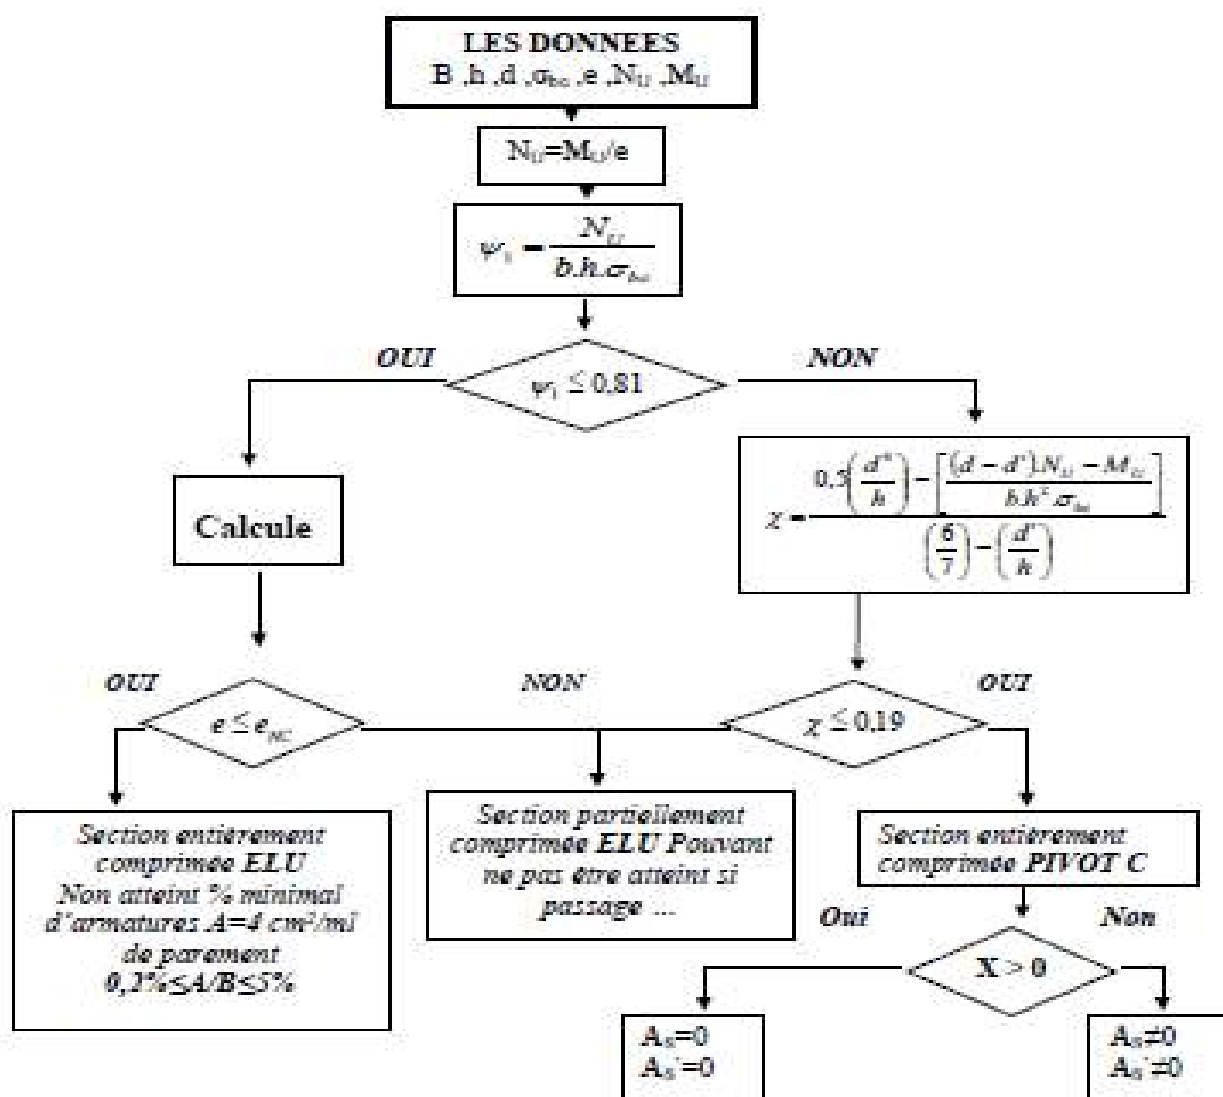 LES DONNEES
B ,h ,d ,σbc ,e ,NU ,MU
NU=MU/e
ψ1 = NU / b.h.σbc
OUI
NON
ψ1 ≤ 0,81
Calcule
χ = (0,5(d'/h) − [(d − d').NU − MU / b.h².σbc]) / ((6/7) − (d'/h))
OUI
NON
OUI
e ≤ eNC
χ ≤ 0,19
Section entièrement
comprimée ELU
Non atteint % minimal
d'armatures A=4 cm²/ml
de parement
0,2%≤A/B≤5%
Section partiellement
comprimée ELU Pouvant
ne pas être atteint si
passage ...
Section entièrement
comprimée PIVOT C
Oui
Non
X > 0
AS=0
AS'=0
AS≠0
AS'≠0